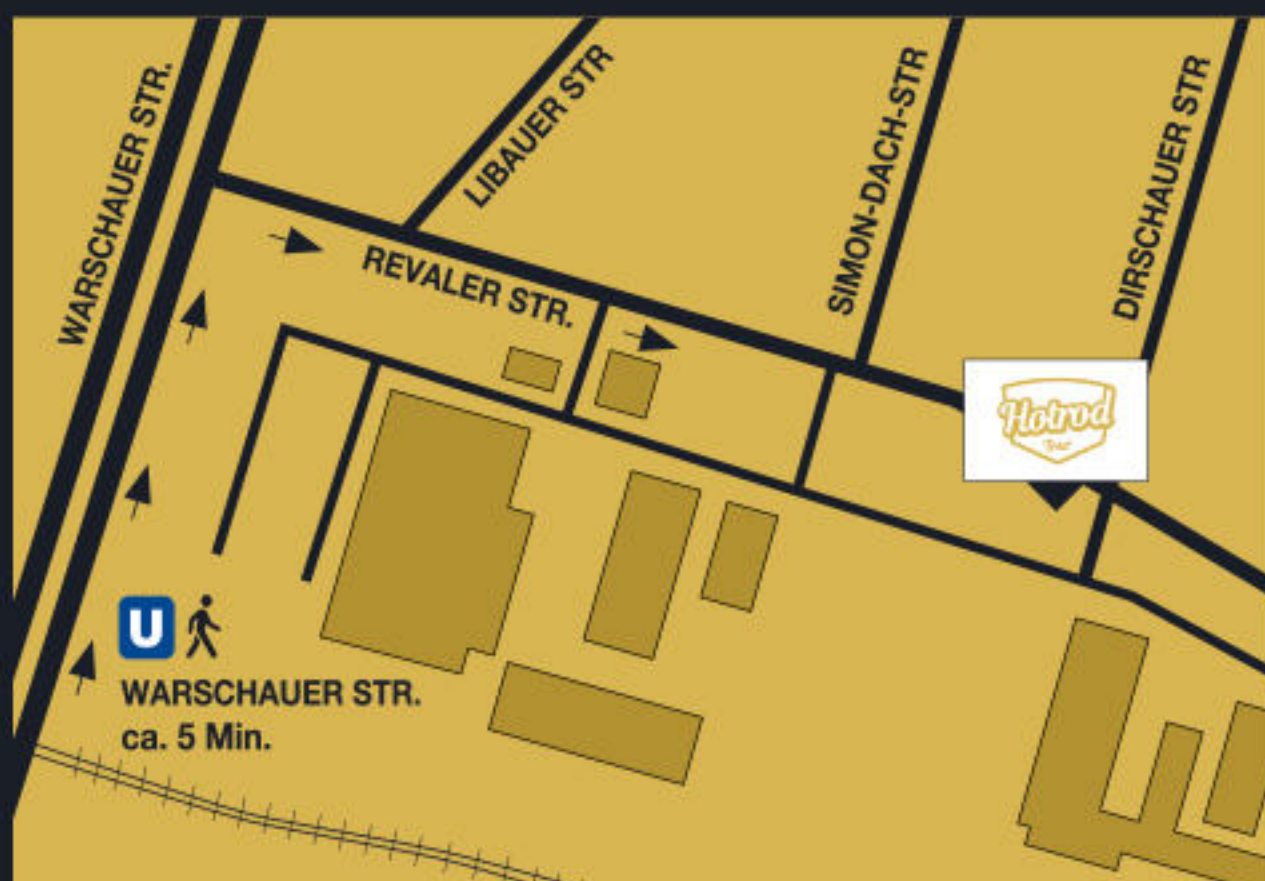 WARSCHAUER STR.
LIBAUER STR
SIMON-DACH-STR
DIRSCHAUER STR
REVALER STR.
Hotrod
U
WARSCHAUER STR.
ca. 5 Min.